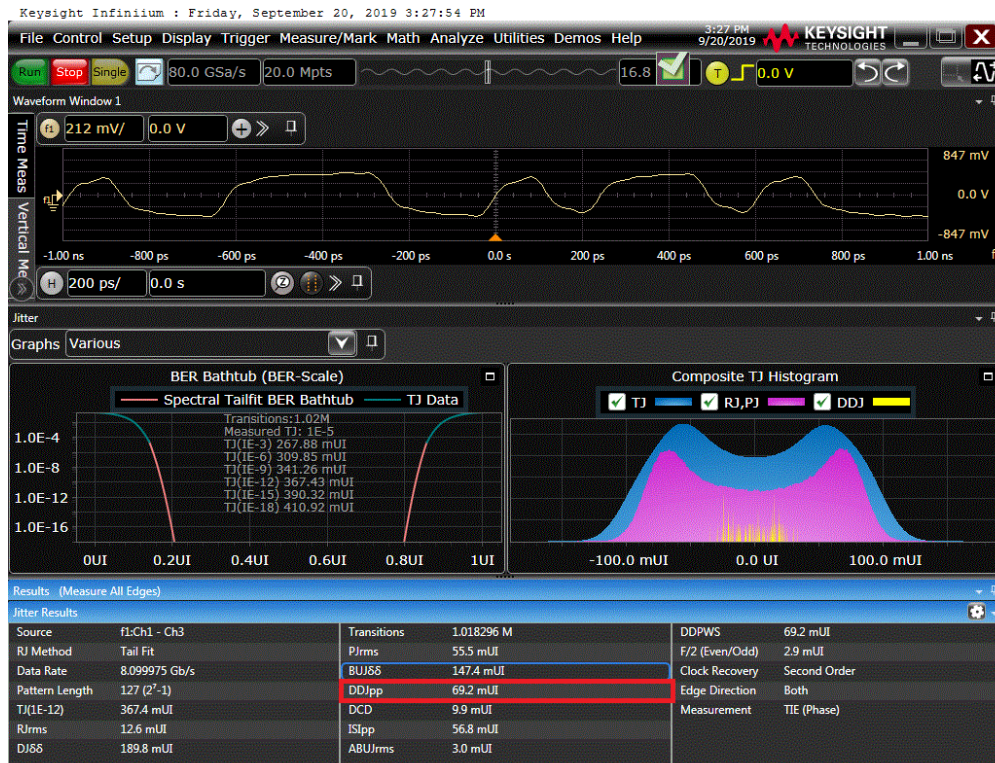 Keysight Infiniium : Friday, September 20, 2019 3:27:54 PM
File Control Setup Display Trigger Measure/Mark Math Analyze Utilities Demos Help
3:27 PM
9/20/2019
KEYSIGHT
TECHNOLOGIES
Run Stop Single 80.0 GSa/s 20.0 Mpts 16.8 T 0.0 V
Waveform Window 1
Time Meas
Vertical Me
f1 212 mV/ 0.0 V
847 mV
0.0 V
-847 mV
f1
-1.00 ns -800 ps -600 ps -400 ps -200 ps 0.0 s 200 ps 400 ps 600 ps 800 ps 1.00 ns
H 200 ps/ 0.0 s
Jitter
Graphs Various
BER Bathtub (BER-Scale)
Spectral Tailfit BER Bathtub TJ Data
Transitions:1.02M
Measured TJ: 1E-5
TJ(IE-3) 267.88 mUI
TJ(IE-6) 309.85 mUI
TJ(IE-9) 341.26 mUI
TJ(IE-12) 367.43 mUI
TJ(IE-15) 390.32 mUI
TJ(IE-18) 410.92 mUI
1.0E-4
1.0E-8
1.0E-12
1.0E-16
0UI 0.2UI 0.4UI 0.6UI 0.8UI 1UI
Composite TJ Histogram
TJ RJ,PJ DDJ
-100.0 mUI 0.0 UI 100.0 mUI
Results (Measure All Edges)
Jitter Results
Source f1:Ch1 - Ch3 Transitions 1.018296 M DDPWS 69.2 mUI
RJ Method Tail Fit PJrms 55.5 mUI F/2 (Even/Odd) 2.9 mUI
Data Rate 8.099975 Gb/s BUJδδ 147.4 mUI Clock Recovery Second Order
Pattern Length 127 (2⁷-1) DDJpp 69.2 mUI Edge Direction Both
TJ(1E-12) 367.4 mUI DCD 9.9 mUI Measurement TIE (Phase)
RJrms 12.6 mUI ISIpp 56.8 mUI
DJδδ 189.8 mUI ABUJrms 3.0 mUI